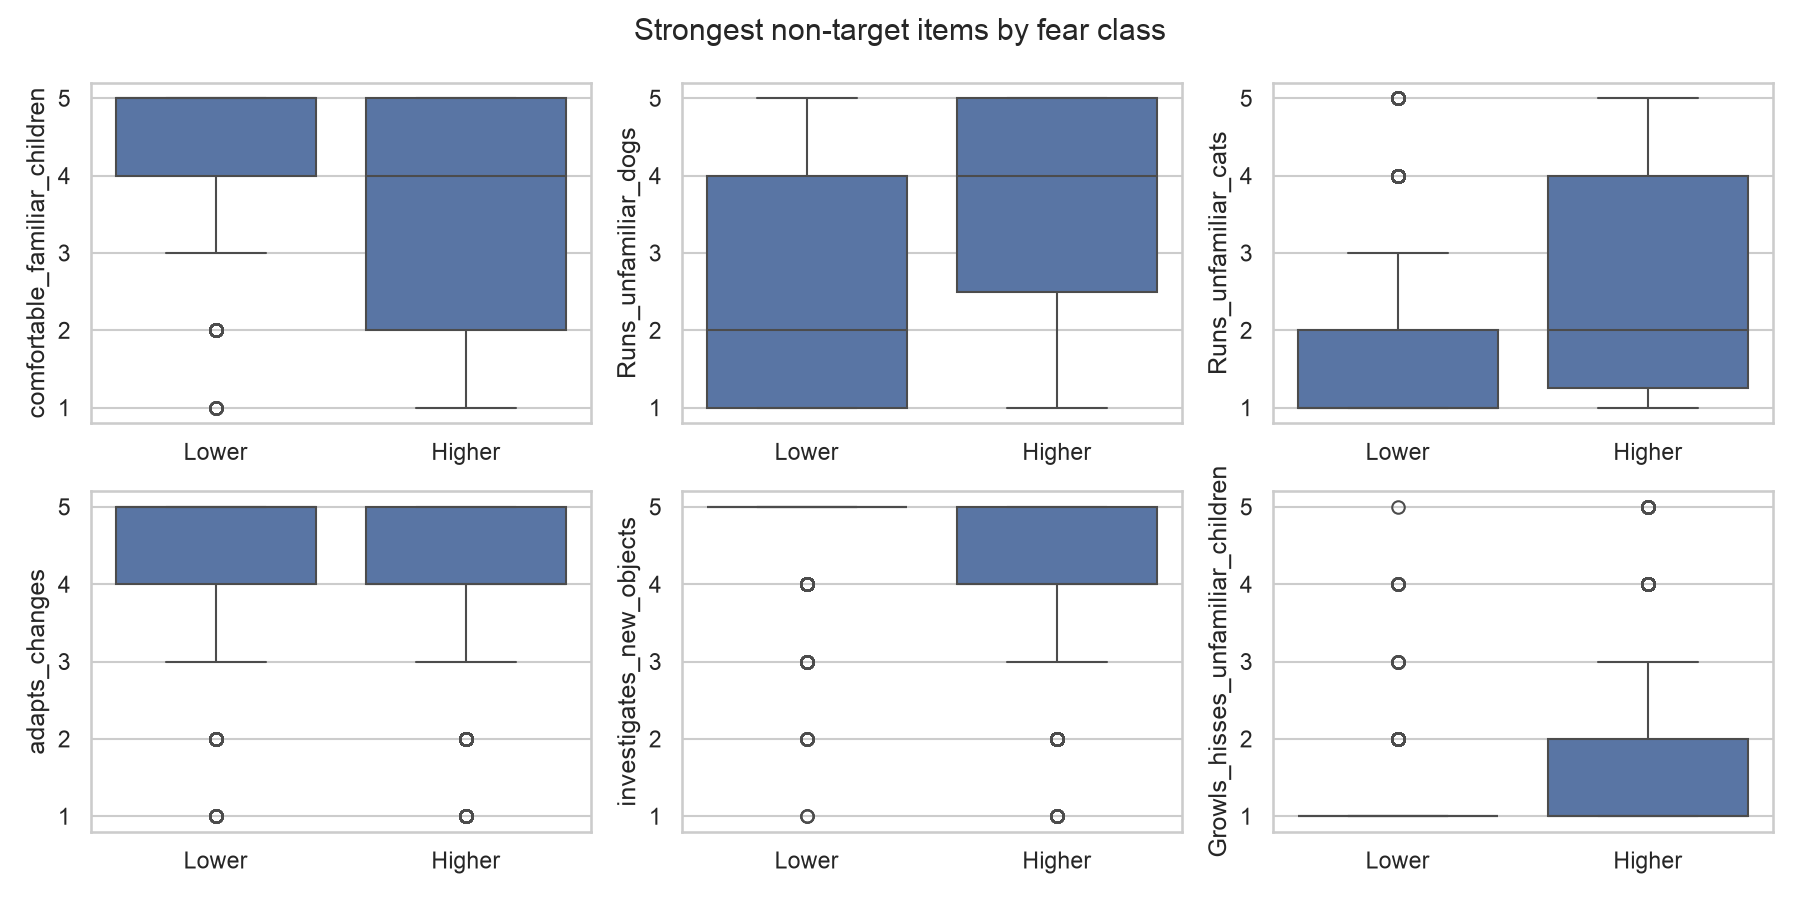 Strongest non-target items by fear class
comfortable_familiar_children
5
4
3
2
1
Lower Higher
Runs_unfamiliar_dogs
5
4
3
2
1
Lower Higher
Runs_unfamiliar_cats
5
4
3
2
1
Lower Higher
adapts_changes
5
4
3
2
1
Lower Higher
investigates_new_objects
5
4
3
2
1
Lower Higher
Growls_hisses_unfamiliar_children
5
4
3
2
1
Lower Higher